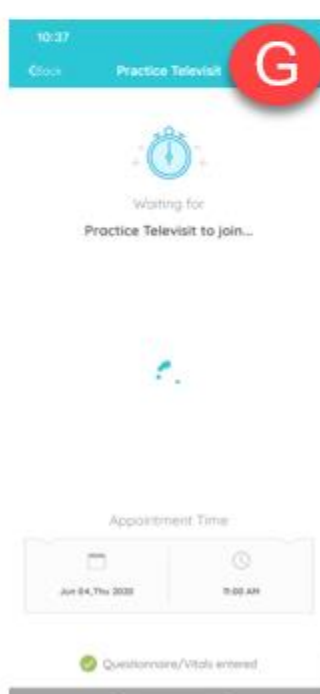 10:37
Back Practice Televisit G
Waiting for
Practice Televisit to join...
Appointment Time
Jun 04,Thu 2020 11:00 AM
Questionnaire/Vitals entered